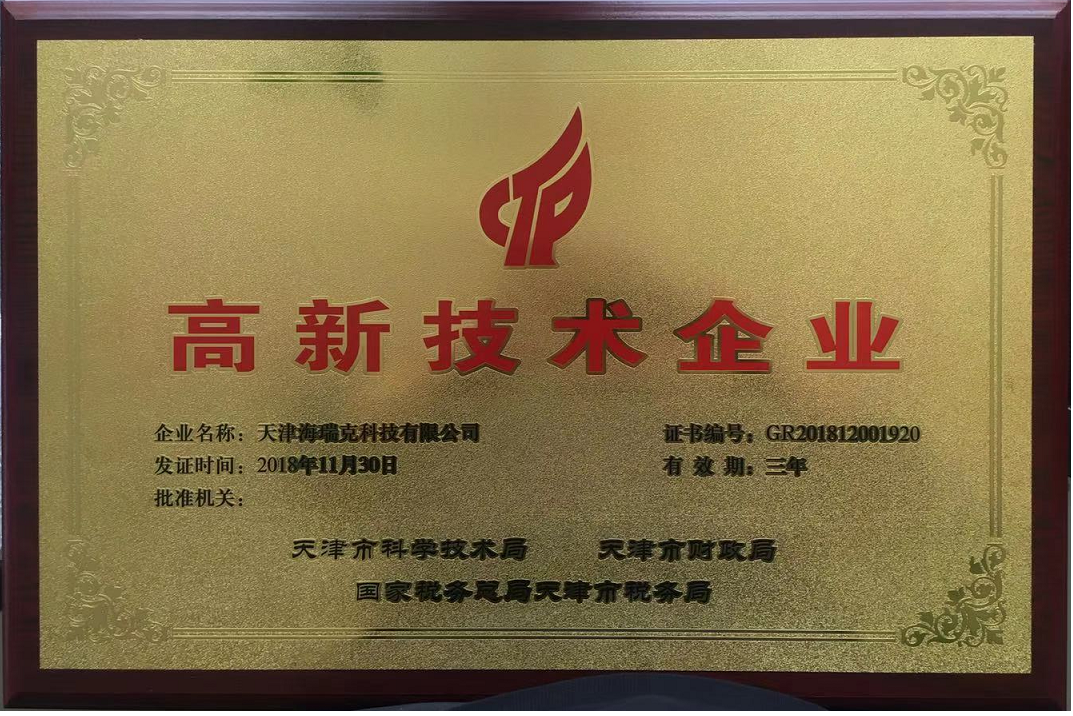 CTP
高新技术企业
企业名称：天津海瑞克科技有限公司
证书编号：GR201812001920
发证时间：2018年11月30日
有效期：三年
批准机关：
天津市科学技术局 天津市财政局
国家税务总局天津市税务局